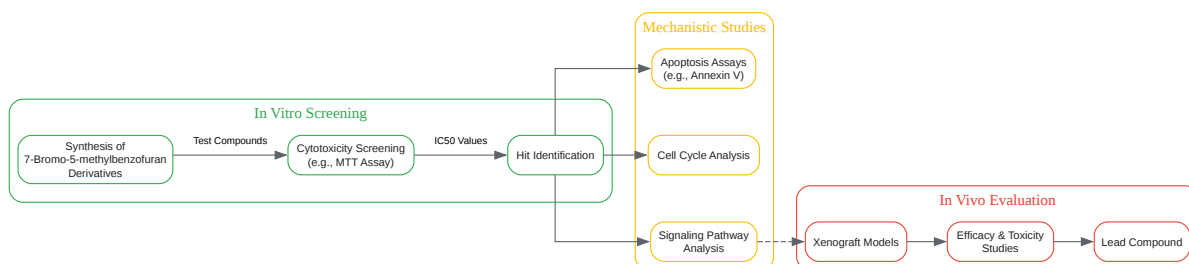 Mechanistic Studies
Apoptosis Assays
(e.g., Annexin V)
In Vitro Screening
Synthesis of
7-Bromo-5-methylbenzofuran
Derivatives
Test Compounds
Cytotoxicity Screening
(e.g., MTT Assay)
IC50 Values
Hit Identification
Cell Cycle Analysis
Signaling Pathway
Analysis
In Vivo Evaluation
Xenograft Models
Efficacy & Toxicity
Studies
Lead Compound